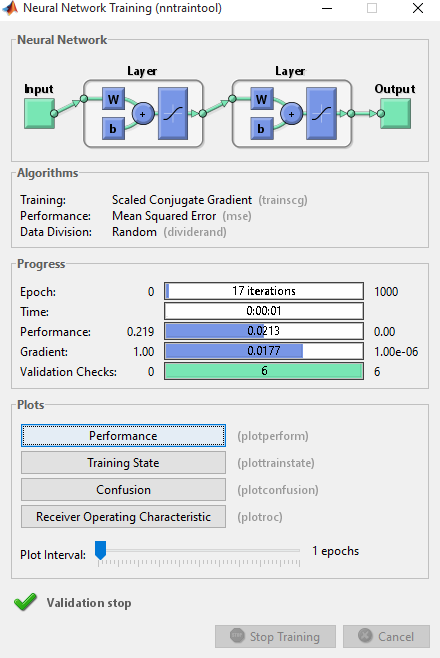 Neural Network Training (nntraintool)
Neural Network
Layer Layer
Input Output
W W
b + b +
Algorithms
Training: Scaled Conjugate Gradient (trainscg)
Performance: Mean Squared Error (mse)
Data Division: Random (dividerand)
Progress
Epoch: 0 17 iterations 1000
Time: 0:00:01
Performance: 0.219 0.0213 0.00
Gradient: 1.00 0.0177 1.00e-06
Validation Checks: 0 6 6
Plots
Performance (plotperform)
Training State (plottrainstate)
Confusion (plotconfusion)
Receiver Operating Characteristic (plotroc)
Plot Interval: 1 epochs
Validation stop
Stop Training Cancel